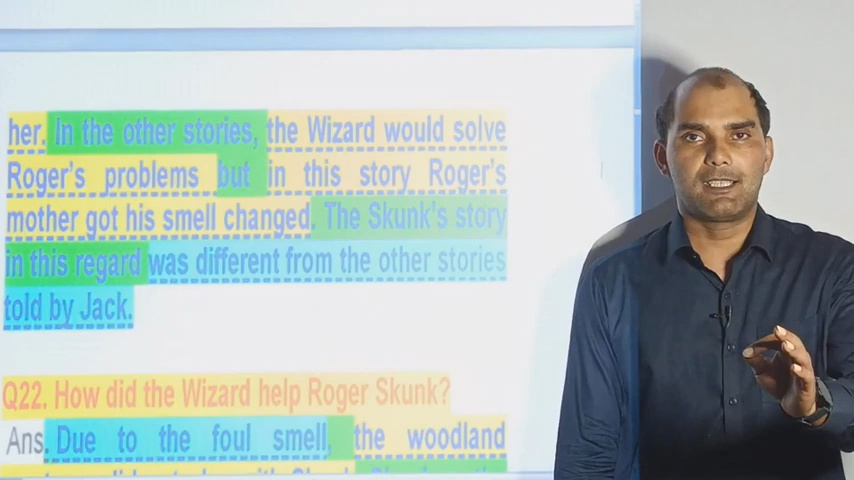 her. In the other stories, the Wizard would solve
Roger's problems but in this story Roger's
mother got his smell changed. The Skunk's story
in this regard was different from the other stories
told by Jack.
Q22. How did the Wizard help Roger Skunk?
Ans. Due to the foul smell, the woodland